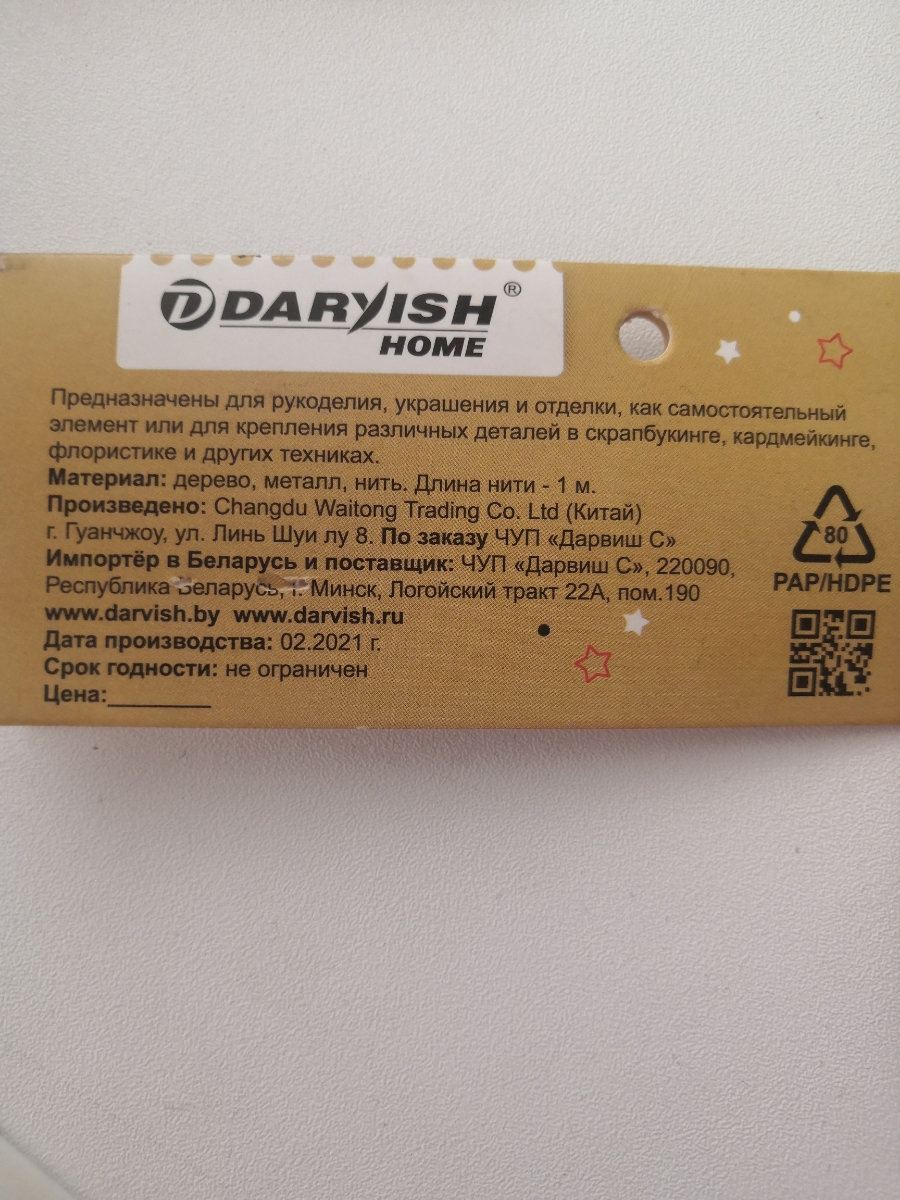 DARVISH®
HOME
Предназначены для рукоделия, украшения и отделки, как самостоятельный
элемент или для крепления различных деталей в скрапбукинге, кардмейкинге,
флористике и других техниках.
Материал: дерево, металл, нить. Длина нити - 1 м.
Произведено: Changdu Waitong Trading Co. Ltd (Китай)
г. Гуанчжоу, ул. Линь Шуи лу 8. По заказу ЧУП «Дарвиш С»
Импортёр в Беларусь и поставщик: ЧУП «Дарвиш С», 220090,
Республика Беларусь, г. Минск, Логойский тракт 22А, пом.190
www.darvish.by www.darvish.ru
Дата производства: 02.2021 г.
Срок годности: не ограничен
Цена:________
80
PAP/HDPE